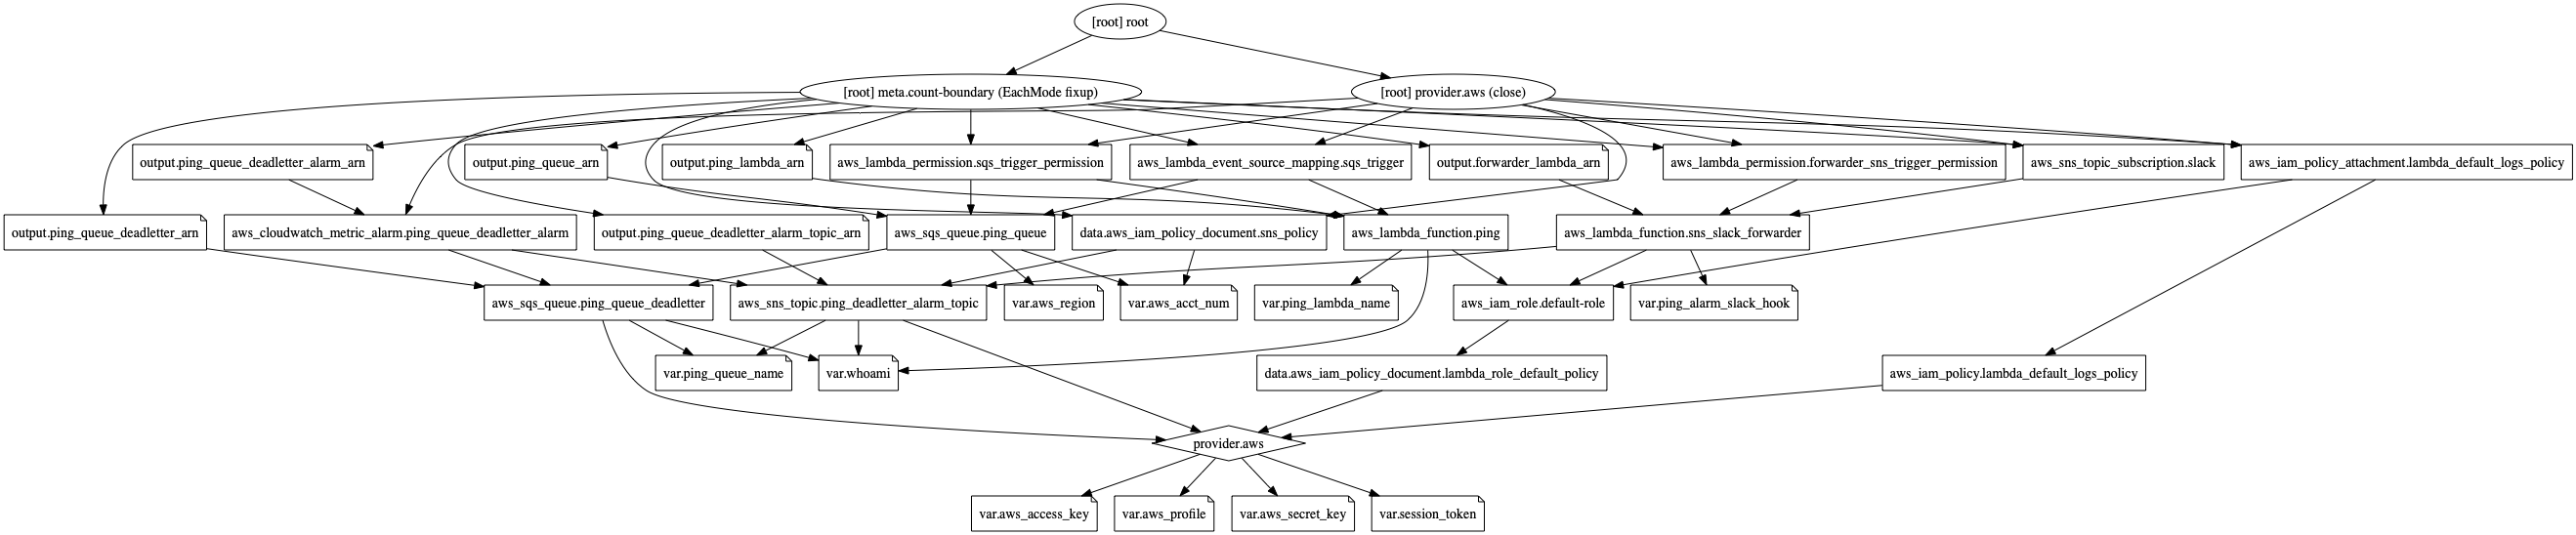 [root] root
[root] meta.count-boundary (EachMode fixup)
[root] provider.aws (close)
output.ping_queue_deadletter_alarm_arn
output.ping_queue_arn
output.ping_lambda_arn
aws_lambda_permission.sqs_trigger_permission
aws_lambda_event_source_mapping.sqs_trigger
output.forwarder_lambda_arn
aws_lambda_permission.forwarder_sns_trigger_permission
aws_sns_topic_subscription.slack
aws_iam_policy_attachment.lambda_default_logs_policy
output.ping_queue_deadletter_arn
aws_cloudwatch_metric_alarm.ping_queue_deadletter_alarm
output.ping_queue_deadletter_alarm_topic_arn
aws_sqs_queue.ping_queue
data.aws_iam_policy_document.sns_policy
aws_lambda_function.ping
aws_lambda_function.sns_slack_forwarder
aws_sqs_queue.ping_queue_deadletter
aws_sns_topic.ping_deadletter_alarm_topic
var.aws_region
var.aws_acct_num
var.ping_lambda_name
aws_iam_role.default-role
var.ping_alarm_slack_hook
var.ping_queue_name
var.whoami
data.aws_iam_policy_document.lambda_role_default_policy
aws_iam_policy.lambda_default_logs_policy
provider.aws
var.aws_access_key
var.aws_profile
var.aws_secret_key
var.session_token